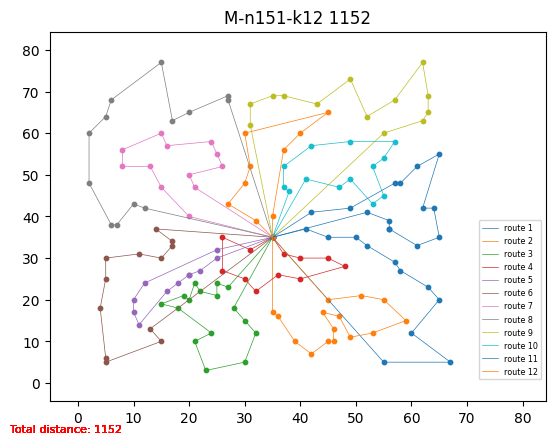 M-n151-k12 1152
80
70
60
50
40
30
20
10
0
0 10 20 30 40 50 60 70 80
route 1
route 2
route 3
route 4
route 5
route 6
route 7
route 8
route 9
route 10
route 11
route 12
Total distance: 1152